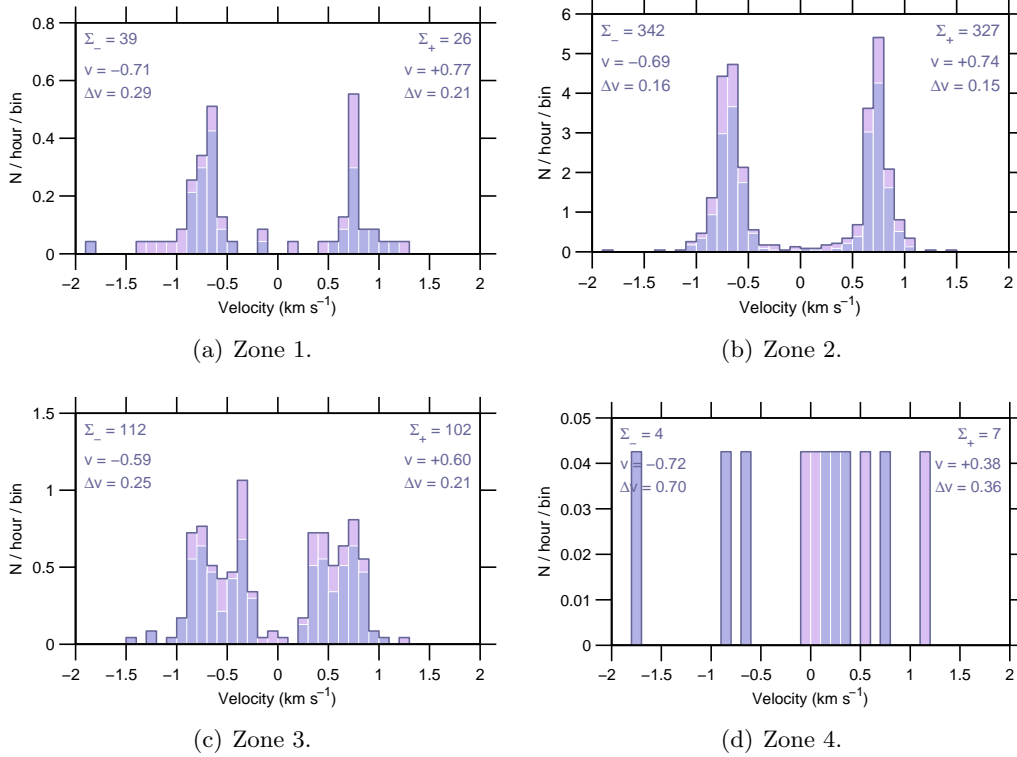 0.8
0.6
0.4
0.2
0
N / hour / bin
Σ− = 39
v = −0.71
Δv = 0.29
Σ+ = 26
v = +0.77
Δv = 0.21
−2 −1.5 −1 −0.5 0 0.5 1 1.5 2
Velocity (km s−1)
(a) Zone 1.
6
5
4
3
2
1
0
N / hour / bin
Σ− = 342
v = −0.69
Δv = 0.16
Σ+ = 327
v = +0.74
Δv = 0.15
−2 −1.5 −1 −0.5 0 0.5 1 1.5 2
Velocity (km s−1)
(b) Zone 2.
1.5
1
0.5
0
N / hour / bin
Σ− = 112
v = −0.59
Δv = 0.25
Σ+ = 102
v = +0.60
Δv = 0.21
−2 −1.5 −1 −0.5 0 0.5 1 1.5 2
Velocity (km s−1)
(c) Zone 3.
0.05
0.04
0.03
0.02
0.01
0
N / hour / bin
Σ− = 4
v = −0.72
Δv = 0.70
Σ+ = 7
v = +0.38
Δv = 0.36
−2 −1.5 −1 −0.5 0 0.5 1 1.5 2
Velocity (km s−1)
(d) Zone 4.